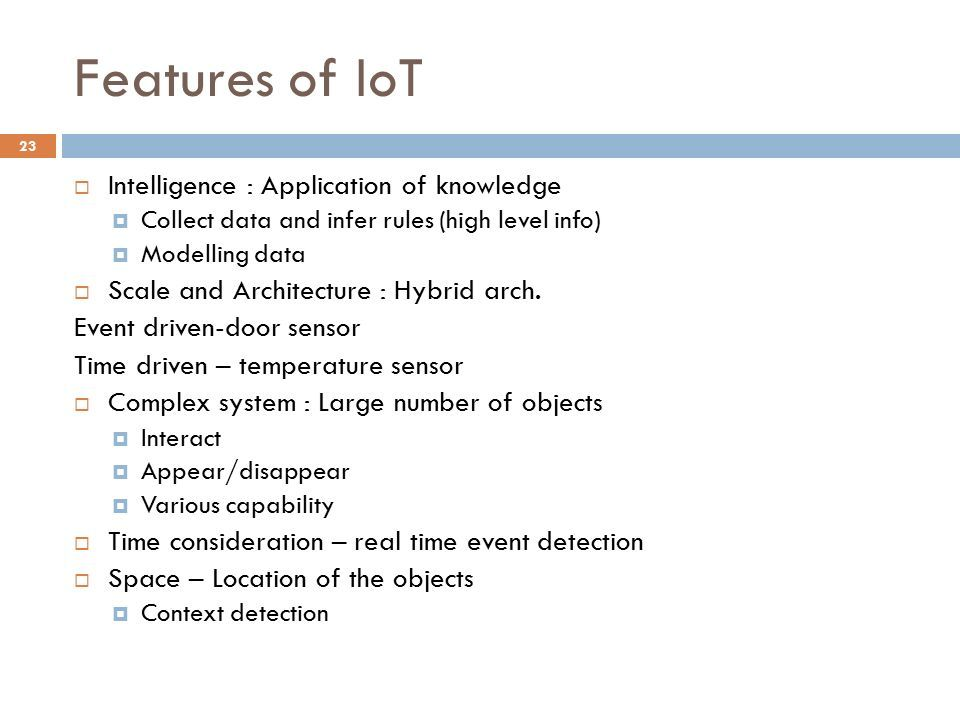 Features of IoT
23
Intelligence : Application of knowledge
Collect data and infer rules (high level info)
Modelling data
Scale and Architecture : Hybrid arch.
Event driven-door sensor
Time driven – temperature sensor
Complex system : Large number of objects
Interact
Appear/disappear
Various capability
Time consideration – real time event detection
Space – Location of the objects
Context detection